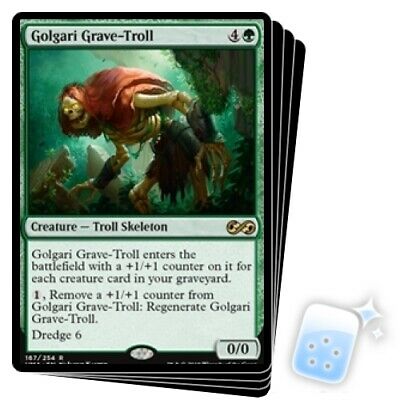 Golgari Grave-Troll 4
Creature — Troll Skeleton
Golgari Grave-Troll enters the
battlefield with a +1/+1 counter on it for
each creature card in your graveyard.
1, Remove a +1/+1 counter from
Golgari Grave-Troll: Regenerate Golgari
Grave-Troll.
Dredge 6
0/0
167/254 R